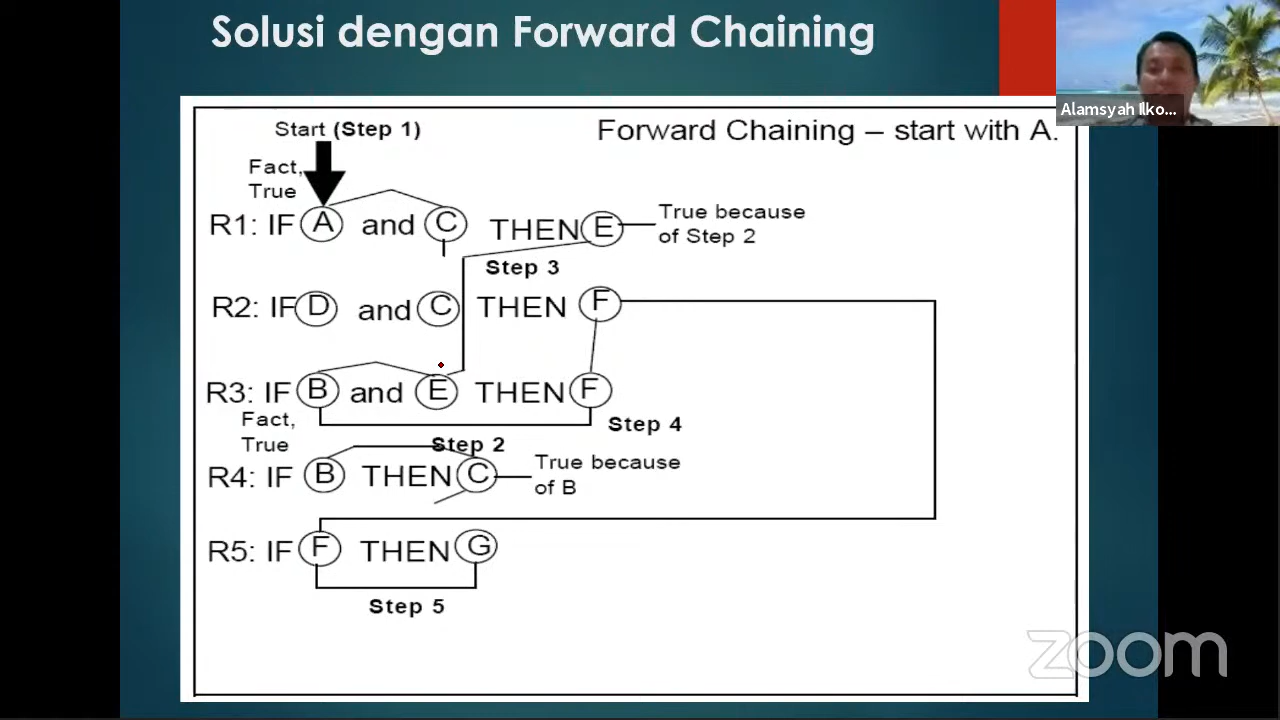 Solusi dengan Forward Chaining
Alamsyah Ilko...
Start (Step 1)
Forward Chaining – start with A.
Fact,
True
R1: IF A and C THEN E
True because
of Step 2
Step 3
R2: IF D and C THEN F
R3: IF B and E THEN F
Fact,
True
Step 4
Step 2
R4: IF B THEN C
True because
of B
R5: IF F THEN G
Step 5
zoom